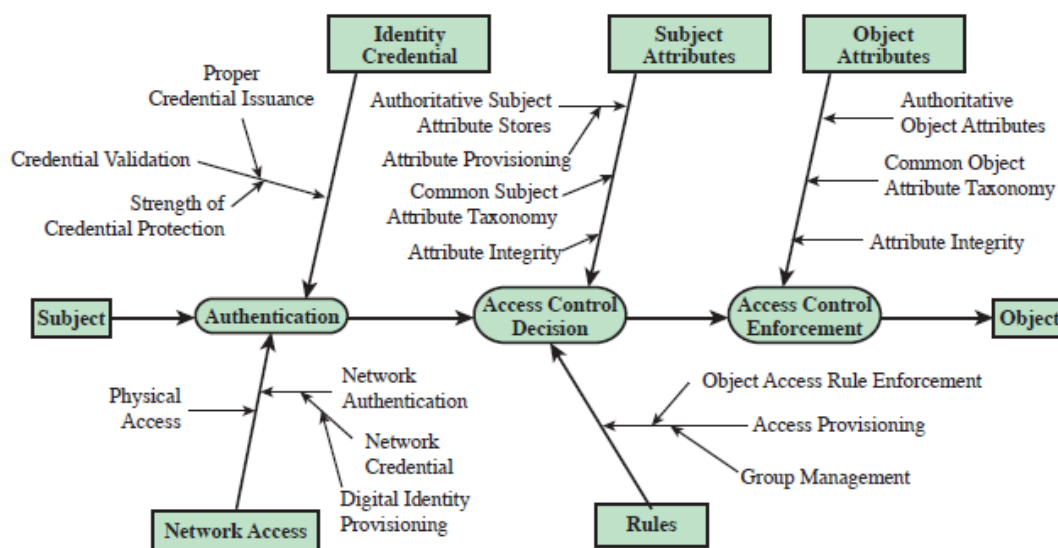 Identity
Credential
Subject
Attributes
Object
Attributes
Proper
Credential Issuance
Credential Validation
Strength of
Credential Protection
Authoritative Subject
Attribute Stores
Attribute Provisioning
Common Subject
Attribute Taxonomy
Attribute Integrity
Authoritative
Object Attributes
Common Object
Attribute Taxonomy
Attribute Integrity
Subject
Authentication
Access Control
Decision
Access Control
Enforcement
Object
Physical
Access
Network
Authentication
Network
Credential
Digital Identity
Provisioning
Object Access Rule Enforcement
Access Provisioning
Group Management
Network Access
Rules